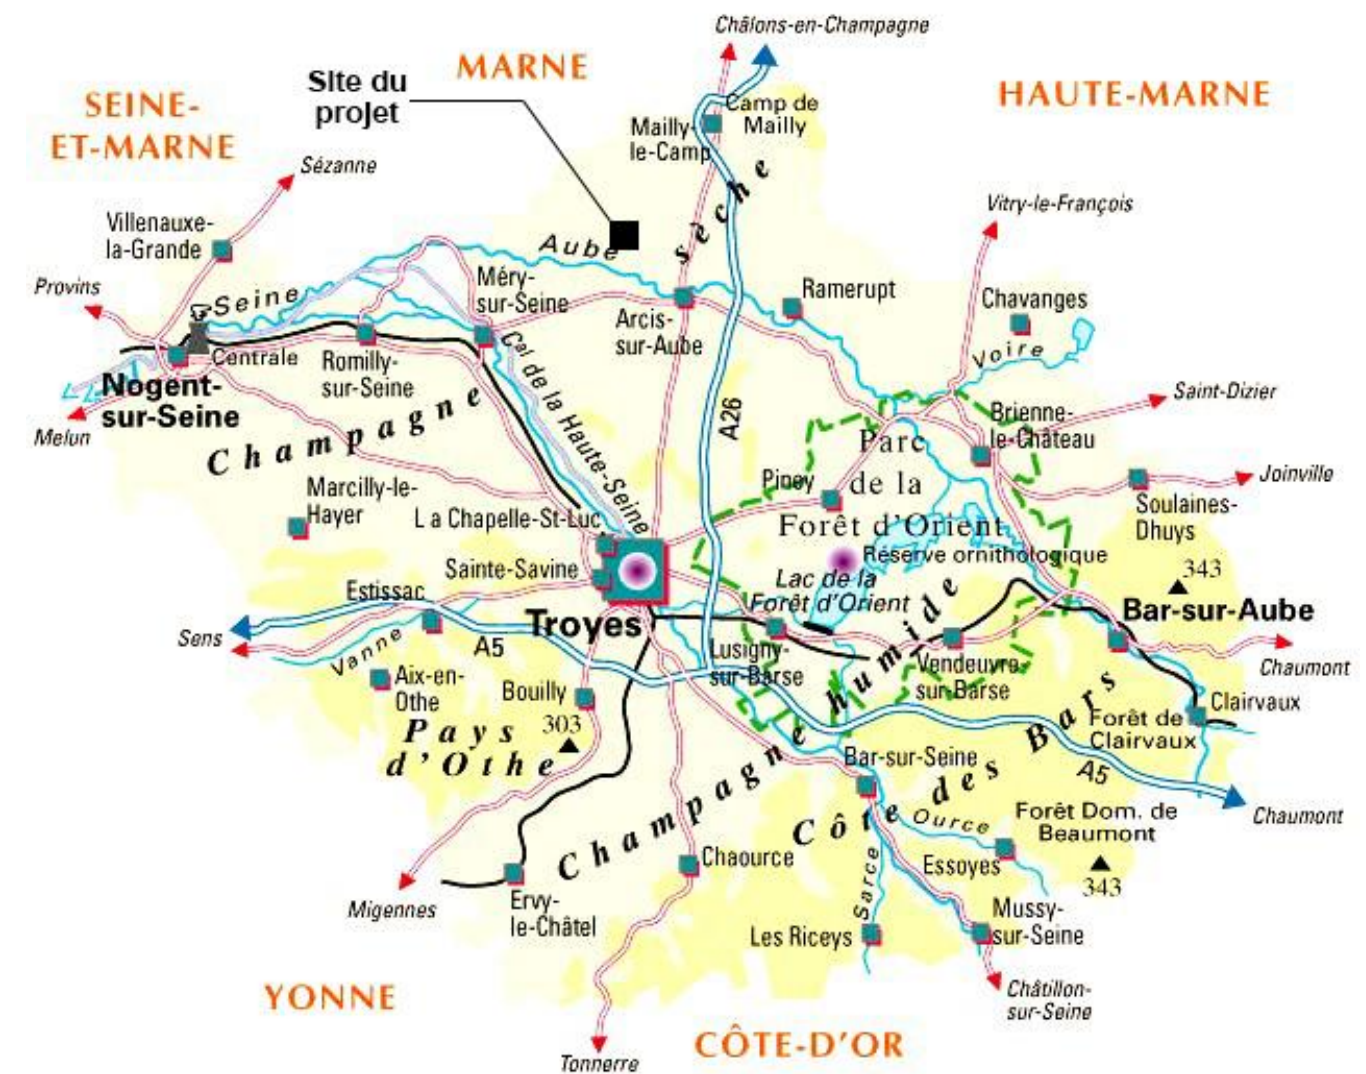 Châlons-en-Champagne
MARNE
Site du
projet
SEINE-
ET-MARNE
HAUTE-MARNE
Camp de
Mailly
Mailly-
le-Camp
Sézanne
Vitry-le-François
Villenauxe-
la-Grande
Aube
sèche
Provins
Seine
Méry-
sur-Seine
Ramerupt
Chavanges
Arcis-
sur-Aube
Centrale
Romilly-
sur-Seine
Voire
Nogent-
sur-Seine
Melun
Cal de la Haute-Seine
Champagne
A26
Saint-Dizier
Brienne-
le-Château
Parc
de la
Forêt d'Orient
Piney
Joinville
Soulaines-
Dhuys
Marcilly-le-
Hayer
La Chapelle-St-Luc
Sainte-Savine
Réserve ornithologique
Lac de la
Forêt d'Orient
343
Bar-sur-Aube
Estissac
Troyes
Sens
Vanne
A5
Lusigny-
sur-Barse
Vendeuvre-
sur-Barse
Chaumont
Aix-en-
Othe
Bouilly
303
Pays
d'Othe
Champagne humide
Clairvaux
Forêt de
Clairvaux
Bar-sur-Seine
Côte des Bars
A5
Chaumont
Ource
Forêt Dom. de
Beaumont
343
Essoyes
Sarce
Chaource
Ervy-
le-Châtel
Migennes
Les Riceys
Mussy-
sur-Seine
Châtillon-
sur-Seine
YONNE
CÔTE-D'OR
Tonnerre